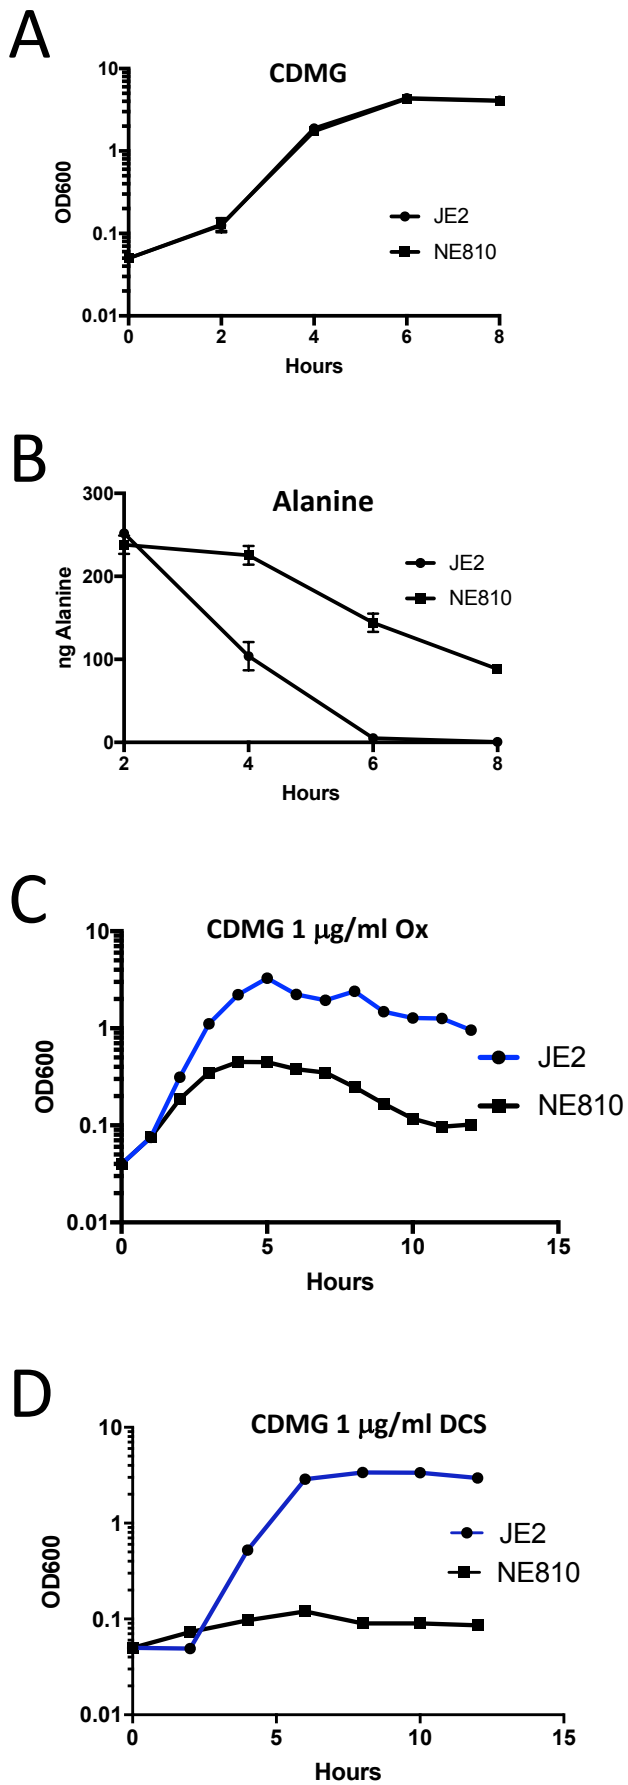 A
CDMG
10
1
0.1
0.01
OD600
JE2
NE810
0 2 4 6 8
Hours
B
Alanine
300
200
100
0
ng Alanine
JE2
NE810
2 4 6 8
Hours
C
CDMG 1 μg/ml Ox
10
1
0.1
0.01
OD600
JE2
NE810
0 5 10 15
Hours
D
CDMG 1 μg/ml DCS
10
1
0.1
0.01
OD600
JE2
NE810
0 5 10 15
Hours